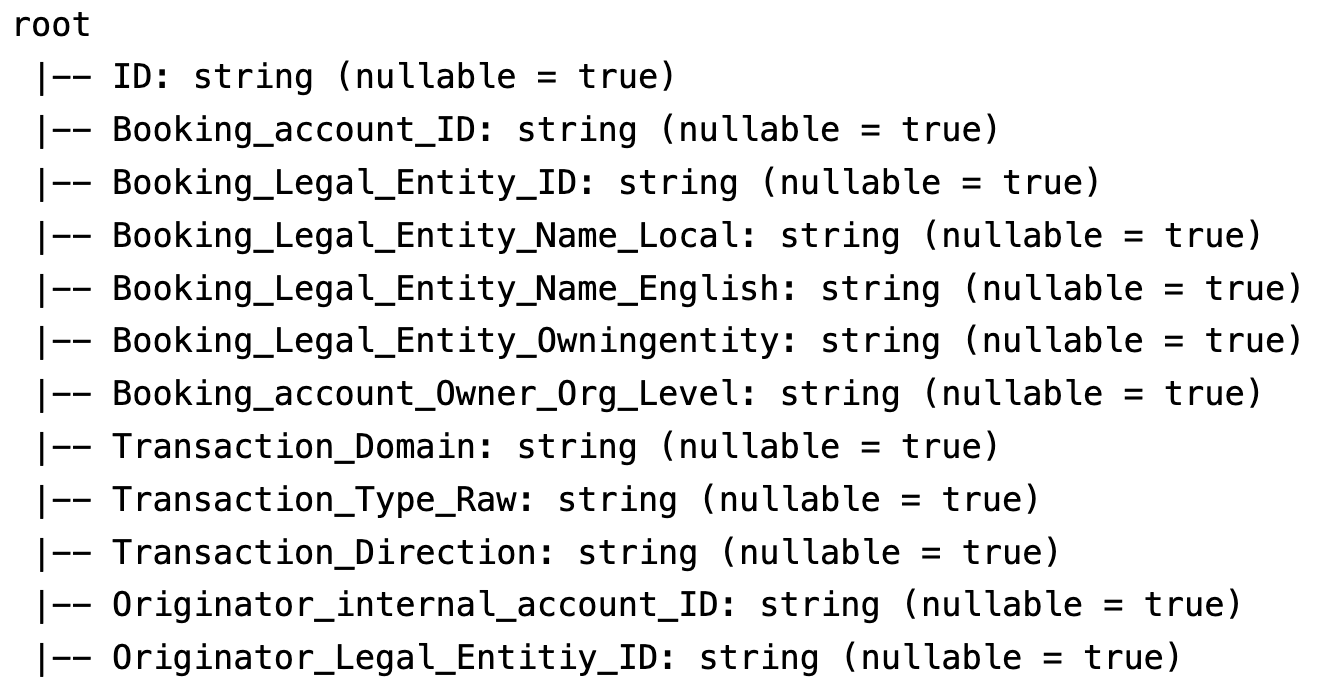 root
 |-- ID: string (nullable = true)
 |-- Booking_account_ID: string (nullable = true)
 |-- Booking_Legal_Entity_ID: string (nullable = true)
 |-- Booking_Legal_Entity_Name_Local: string (nullable = true)
 |-- Booking_Legal_Entity_Name_English: string (nullable = true)
 |-- Booking_Legal_Entity_Owningentity: string (nullable = true)
 |-- Booking_account_Owner_Org_Level: string (nullable = true)
 |-- Transaction_Domain: string (nullable = true)
 |-- Transaction_Type_Raw: string (nullable = true)
 |-- Transaction_Direction: string (nullable = true)
 |-- Originator_internal_account_ID: string (nullable = true)
 |-- Originator_Legal_Entitiy_ID: string (nullable = true)